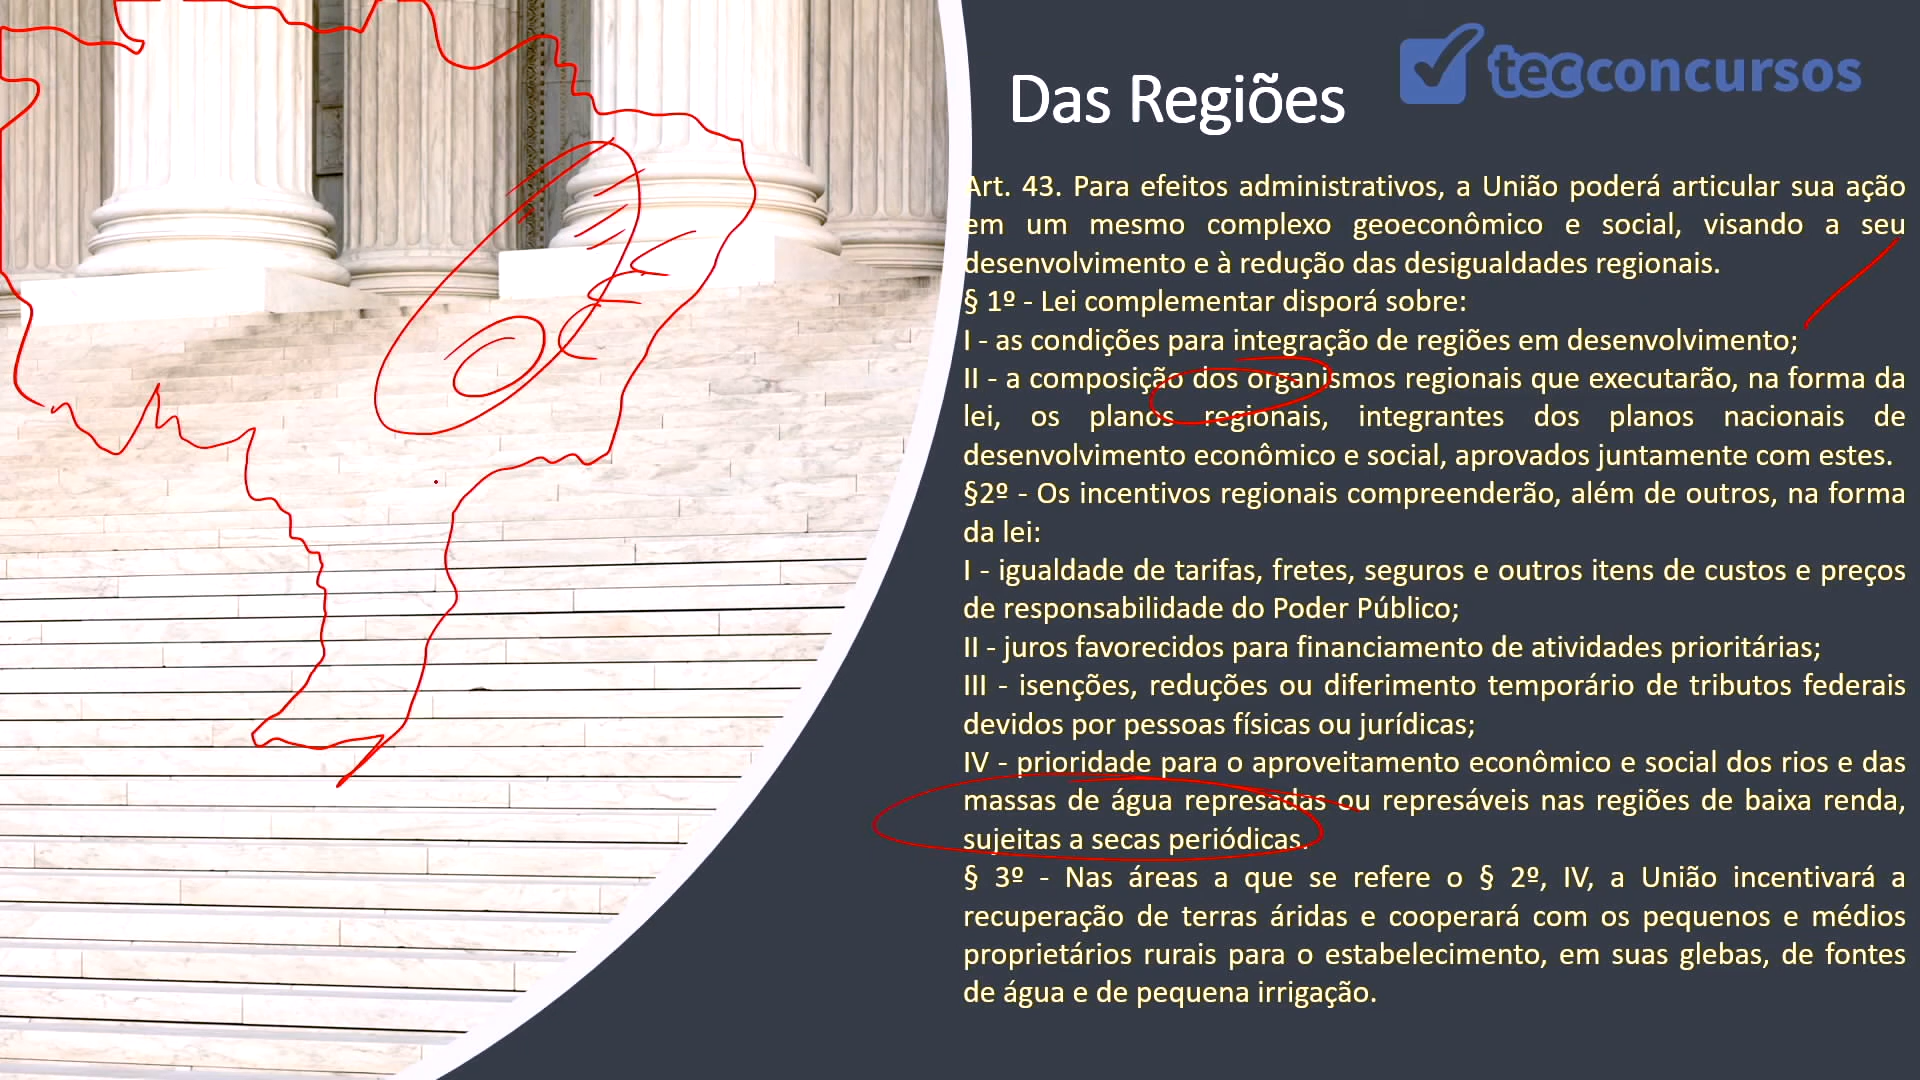 Das Regiões
tecconcursos
Art. 43. Para efeitos administrativos, a União poderá articular sua ação
em um mesmo complexo geoeconômico e social, visando a seu
desenvolvimento e à redução das desigualdades regionais.
§ 1º - Lei complementar disporá sobre:
I - as condições para integração de regiões em desenvolvimento;
II - a composição dos organismos regionais que executarão, na forma da
lei, os planos regionais, integrantes dos planos nacionais de
desenvolvimento econômico e social, aprovados juntamente com estes.
§2º - Os incentivos regionais compreenderão, além de outros, na forma
da lei:
I - igualdade de tarifas, fretes, seguros e outros itens de custos e preços
de responsabilidade do Poder Público;
II - juros favorecidos para financiamento de atividades prioritárias;
III - isenções, reduções ou diferimento temporário de tributos federais
devidos por pessoas físicas ou jurídicas;
IV - prioridade para o aproveitamento econômico e social dos rios e das
massas de água represadas ou represáveis nas regiões de baixa renda,
sujeitas a secas periódicas.
§ 3º - Nas áreas a que se refere o § 2º, IV, a União incentivará a
recuperação de terras áridas e cooperará com os pequenos e médios
proprietários rurais para o estabelecimento, em suas glebas, de fontes
de água e de pequena irrigação.